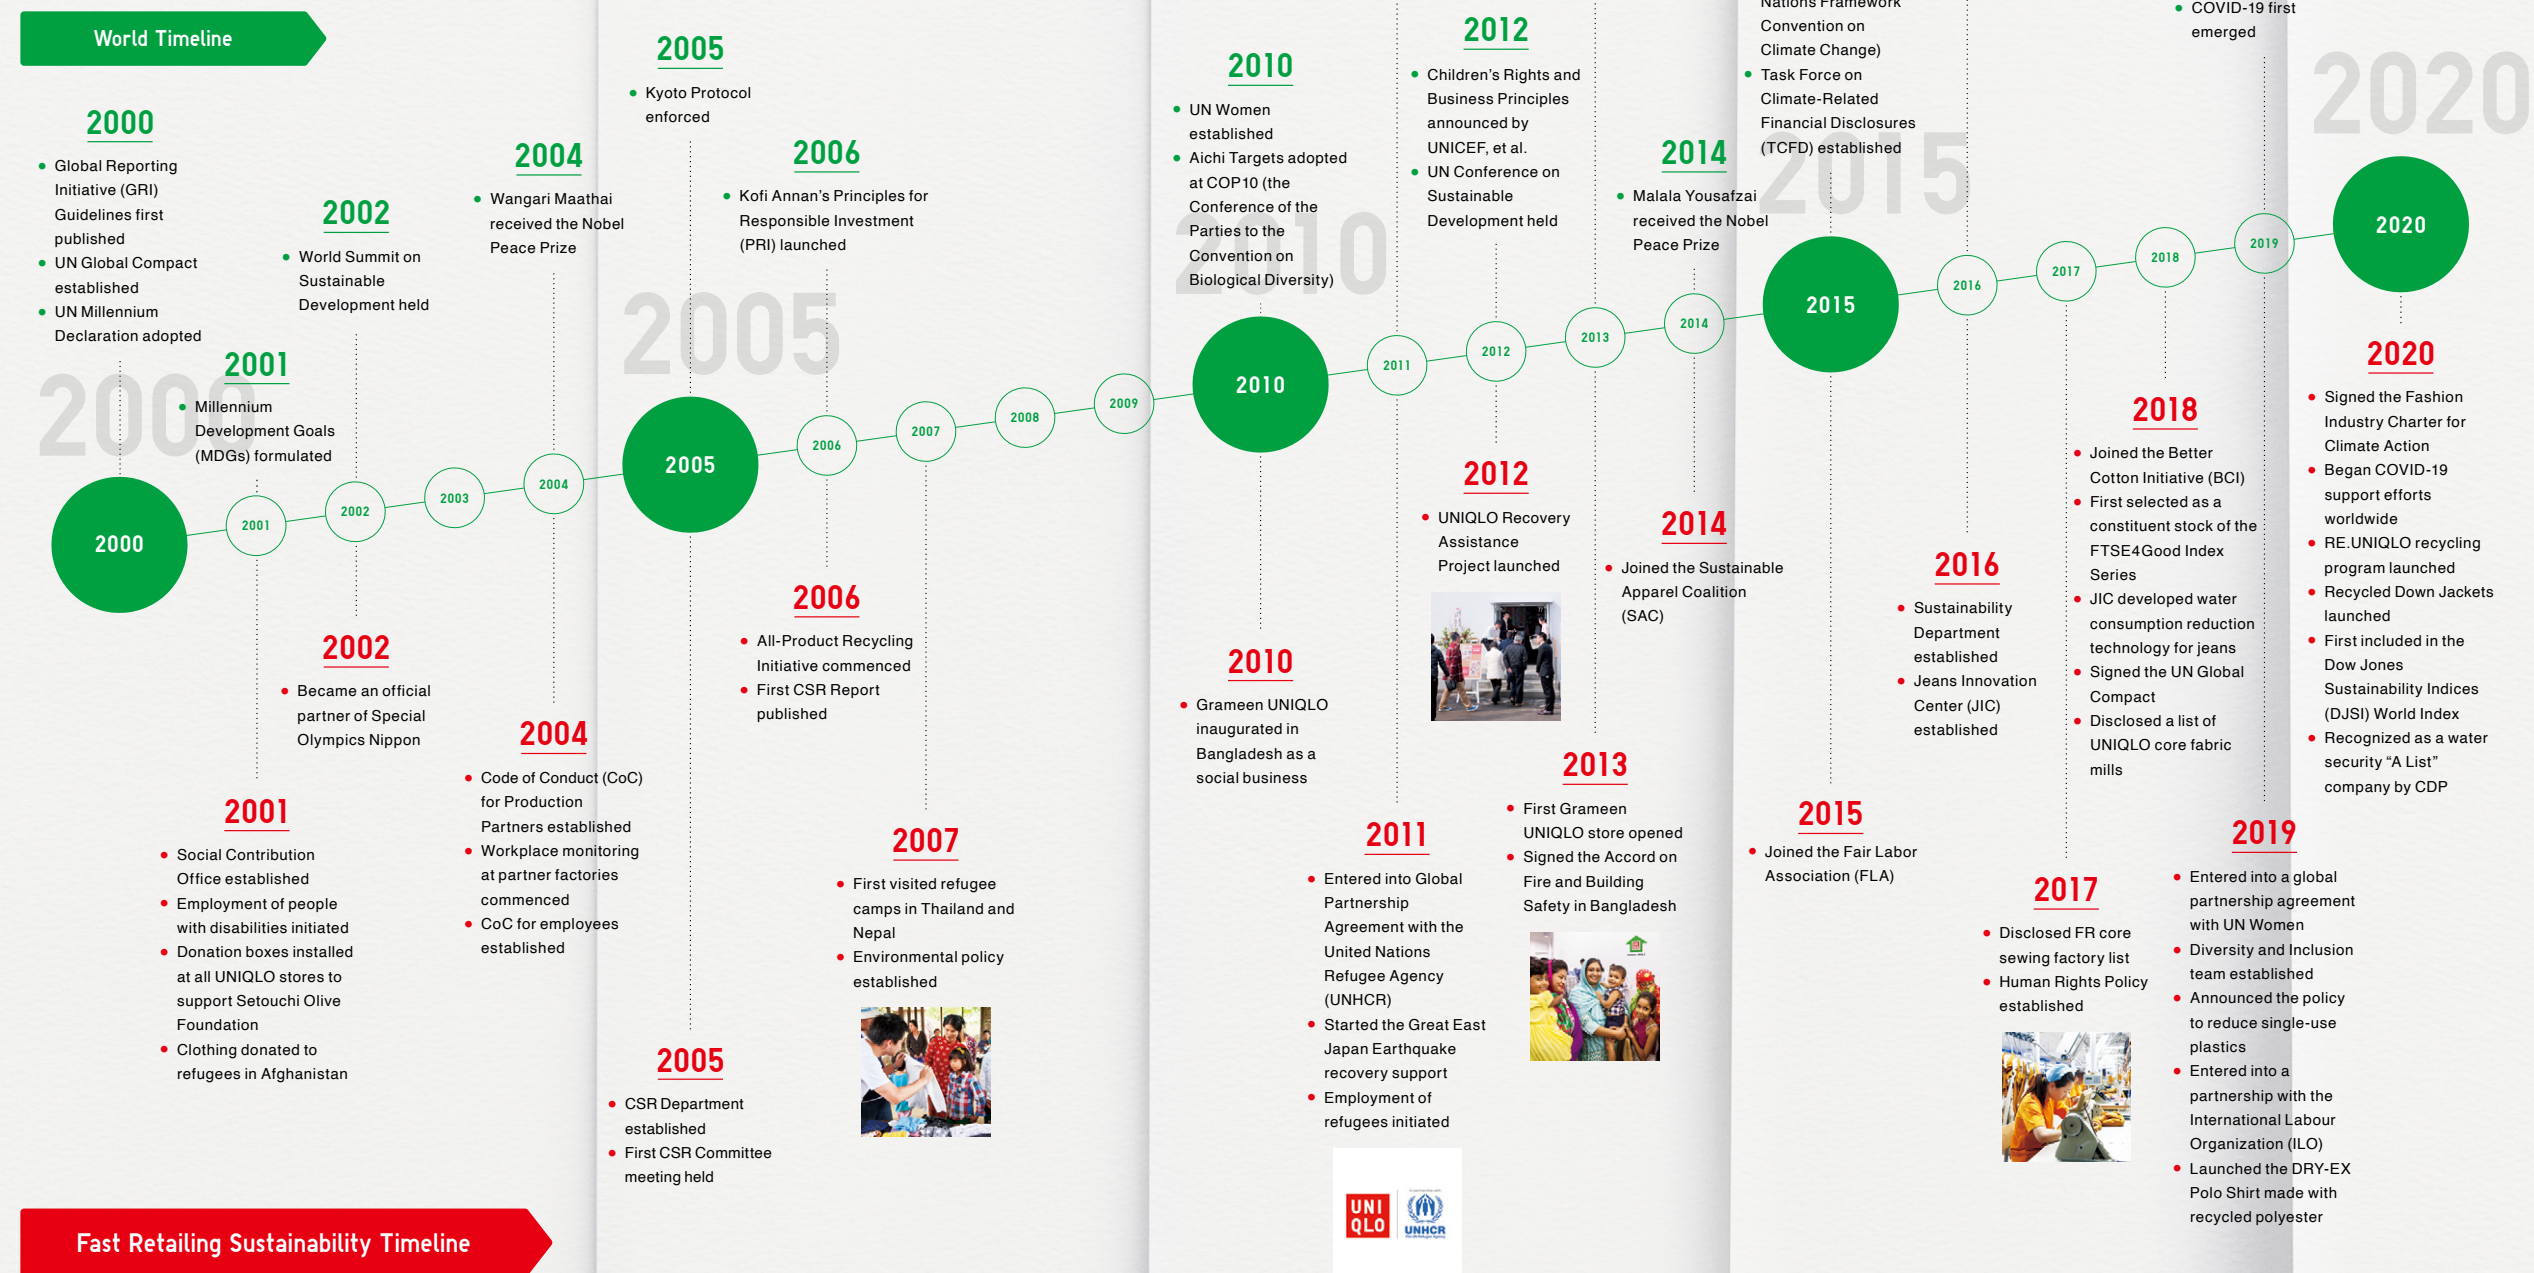 World Timeline
2000
Global Reporting
Initiative (GRI)
Guidelines first
published
UN Global Compact
established
UN Millennium
Declaration adopted
2001
Millennium
Development Goals
(MDGs) formulated
2002
World Summit on
Sustainable
Development held
2004
Wangari Maathai
received the Nobel
Peace Prize
2005
Kyoto Protocol
enforced
2006
Kofi Annan's Principles for
Responsible Investment
(PRI) launched
2010
UN Women
established
Aichi Targets adopted
at COP10 (the
Conference of the
Parties to the
Convention on
Biological Diversity)
2012
Children's Rights and
Business Principles
announced by
UNICEF, et al.
UN Conference on
Sustainable
Development held
2014
Malala Yousafzai
received the Nobel
Peace Prize
Nations Framework
Convention on
Climate Change)
Task Force on
Climate-Related
Financial Disclosures
(TCFD) established
COVID-19 first
emerged
2000
2005
2010
2015
2020
2000
2001
2002
2003
2004
2005
2006
2007
2008
2009
2010
2011
2012
2013
2014
2015
2016
2017
2018
2019
2020
2001
Social Contribution
Office established
Employment of people
with disabilities initiated
Donation boxes installed
at all UNIQLO stores to
support Setouchi Olive
Foundation
Clothing donated to
refugees in Afghanistan
2002
Became an official
partner of Special
Olympics Nippon
2004
Code of Conduct (CoC)
for Production
Partners established
Workplace monitoring
at partner factories
commenced
CoC for employees
established
2005
CSR Department
established
First CSR Committee
meeting held
2006
All-Product Recycling
Initiative commenced
First CSR Report
published
2007
First visited refugee
camps in Thailand and
Nepal
Environmental policy
established
2010
Grameen UNIQLO
inaugurated in
Bangladesh as a
social business
2011
Entered into Global
Partnership
Agreement with the
United Nations
Refugee Agency
(UNHCR)
Started the Great East
Japan Earthquake
recovery support
Employment of
refugees initiated
UNI
QLO
UNHCR
2012
UNIQLO Recovery
Assistance
Project launched
2013
First Grameen
UNIQLO store opened
Signed the Accord on
Fire and Building
Safety in Bangladesh
2014
Joined the Sustainable
Apparel Coalition
(SAC)
2015
Joined the Fair Labor
Association (FLA)
2016
Sustainability
Department
established
Jeans Innovation
Center (JIC)
established
2017
Disclosed FR core
sewing factory list
Human Rights Policy
established
2018
Joined the Better
Cotton Initiative (BCI)
First selected as a
constituent stock of the
FTSE4Good Index
Series
JIC developed water
consumption reduction
technology for jeans
Signed the UN Global
Compact
Disclosed a list of
UNIQLO core fabric
mills
2019
Entered into a global
partnership agreement
with UN Women
Diversity and Inclusion
team established
Announced the policy
to reduce single-use
plastics
Entered into a
partnership with the
International Labour
Organization (ILO)
Launched the DRY-EX
Polo Shirt made with
recycled polyester
2020
Signed the Fashion
Industry Charter for
Climate Action
Began COVID-19
support efforts
worldwide
RE.UNIQLO recycling
program launched
Recycled Down Jackets
launched
First included in the
Dow Jones
Sustainability Indices
(DJSI) World Index
Recognized as a water
security “A List”
company by CDP
Fast Retailing Sustainability Timeline